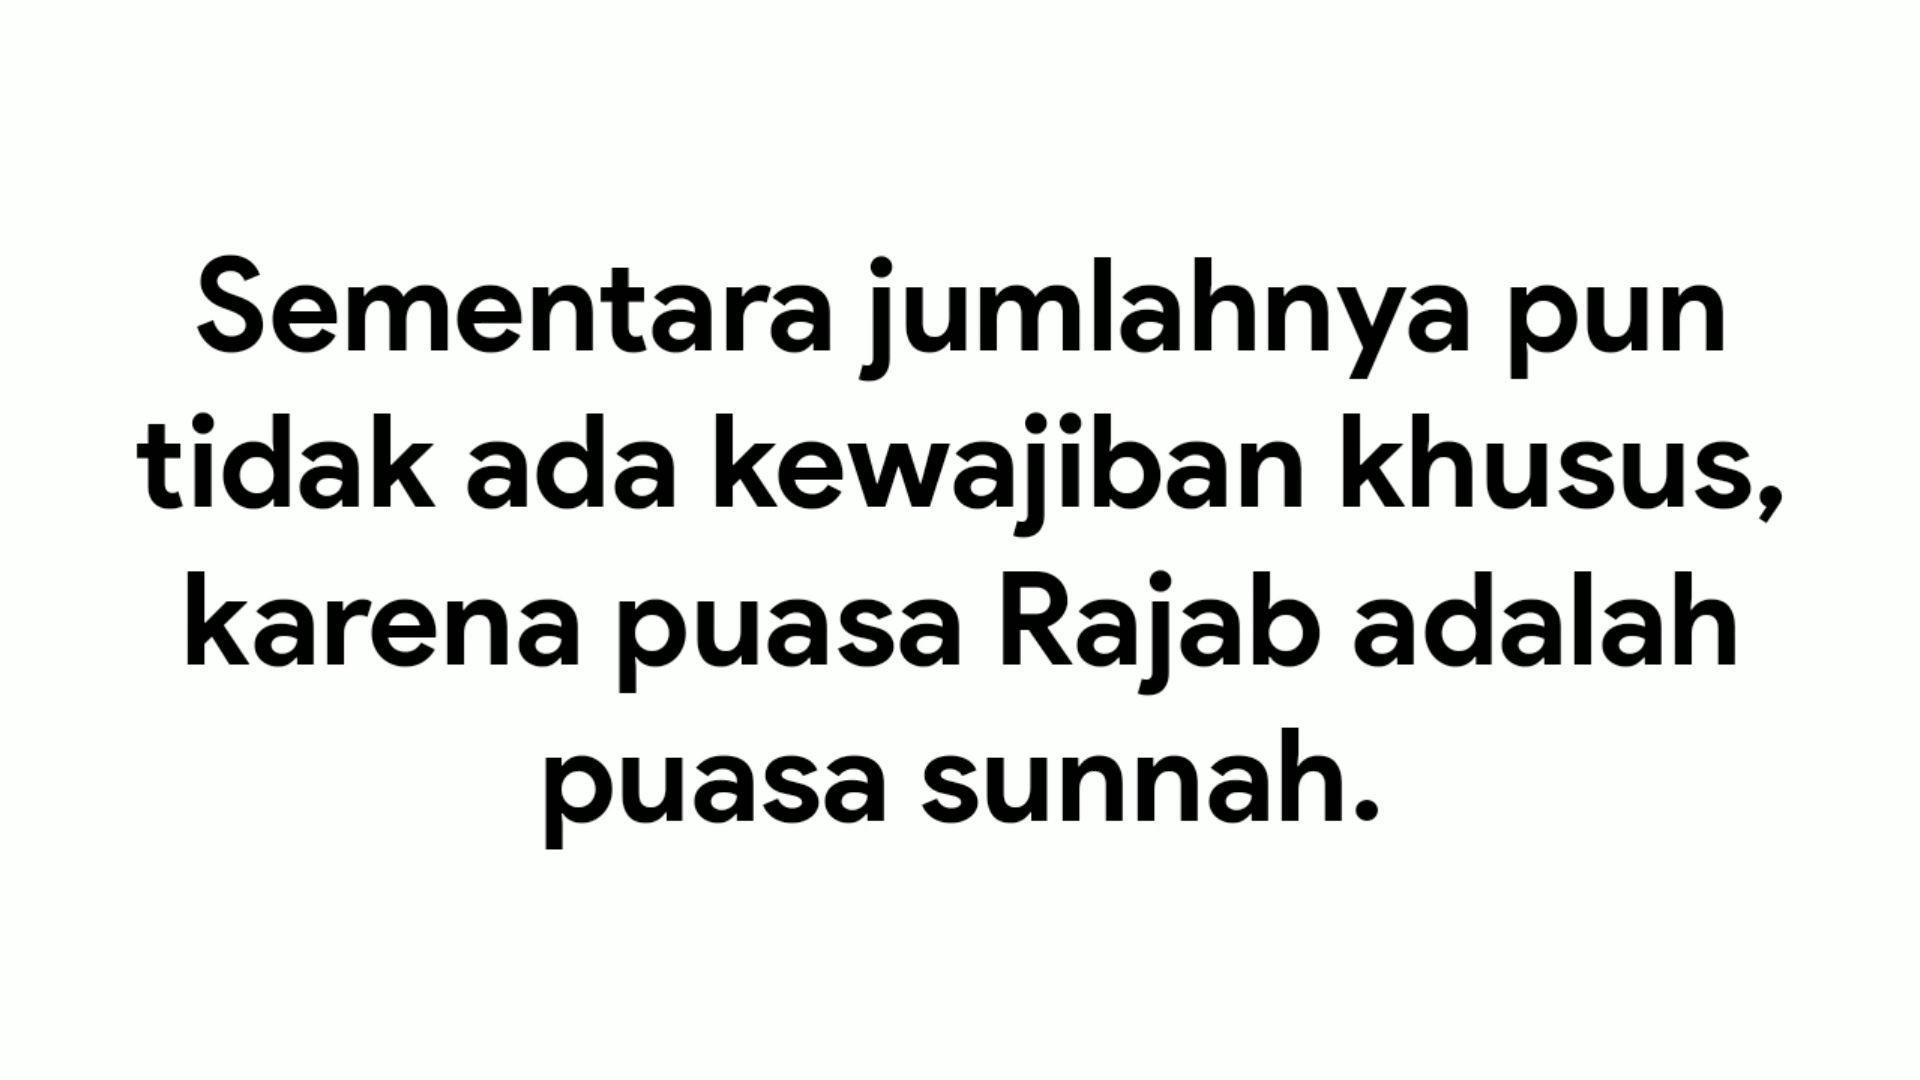 Sementara jumlahnya pun
tidak ada kewajiban khusus,
karena puasa Rajab adalah
puasa sunnah.